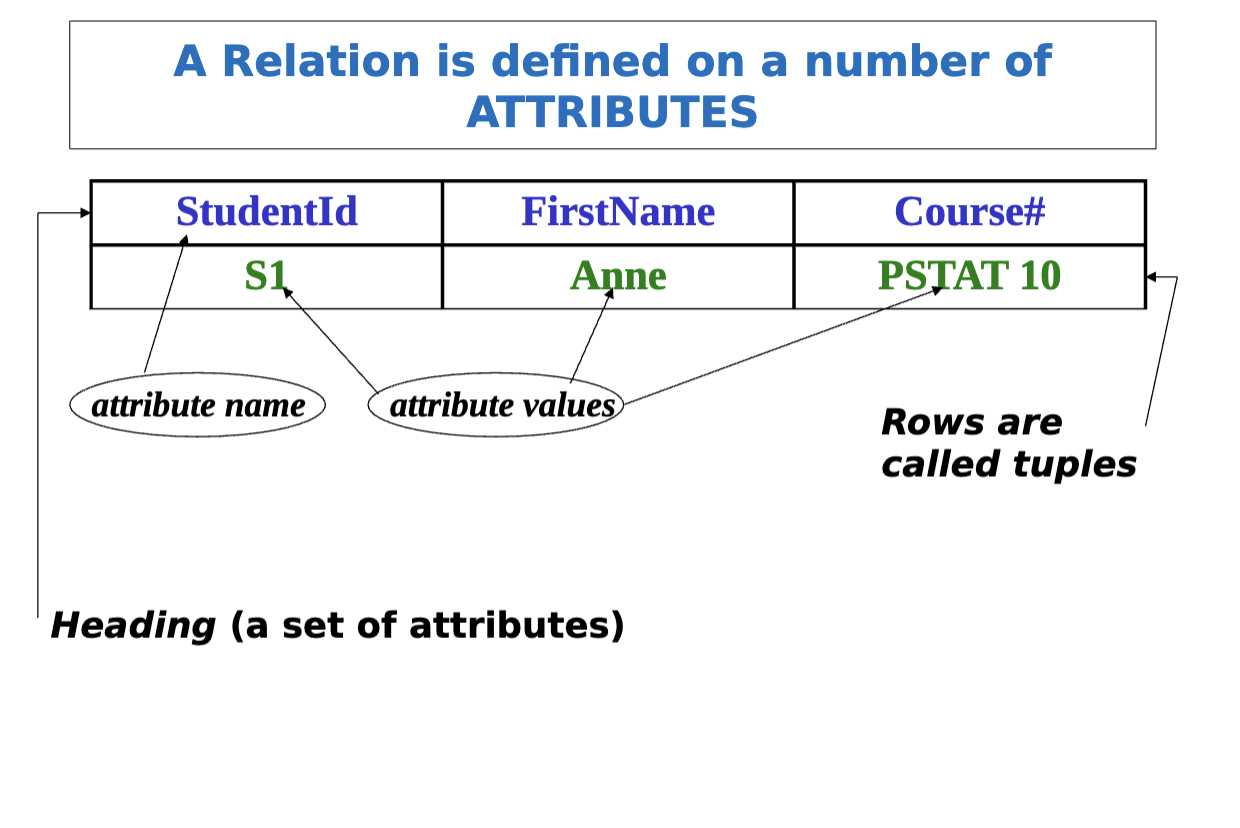 A Relation is defined on a number of
ATTRIBUTES
StudentId FirstName Course#
S1 Anne PSTAT 10
attribute name attribute values
Rows are
called tuples
Heading (a set of attributes)